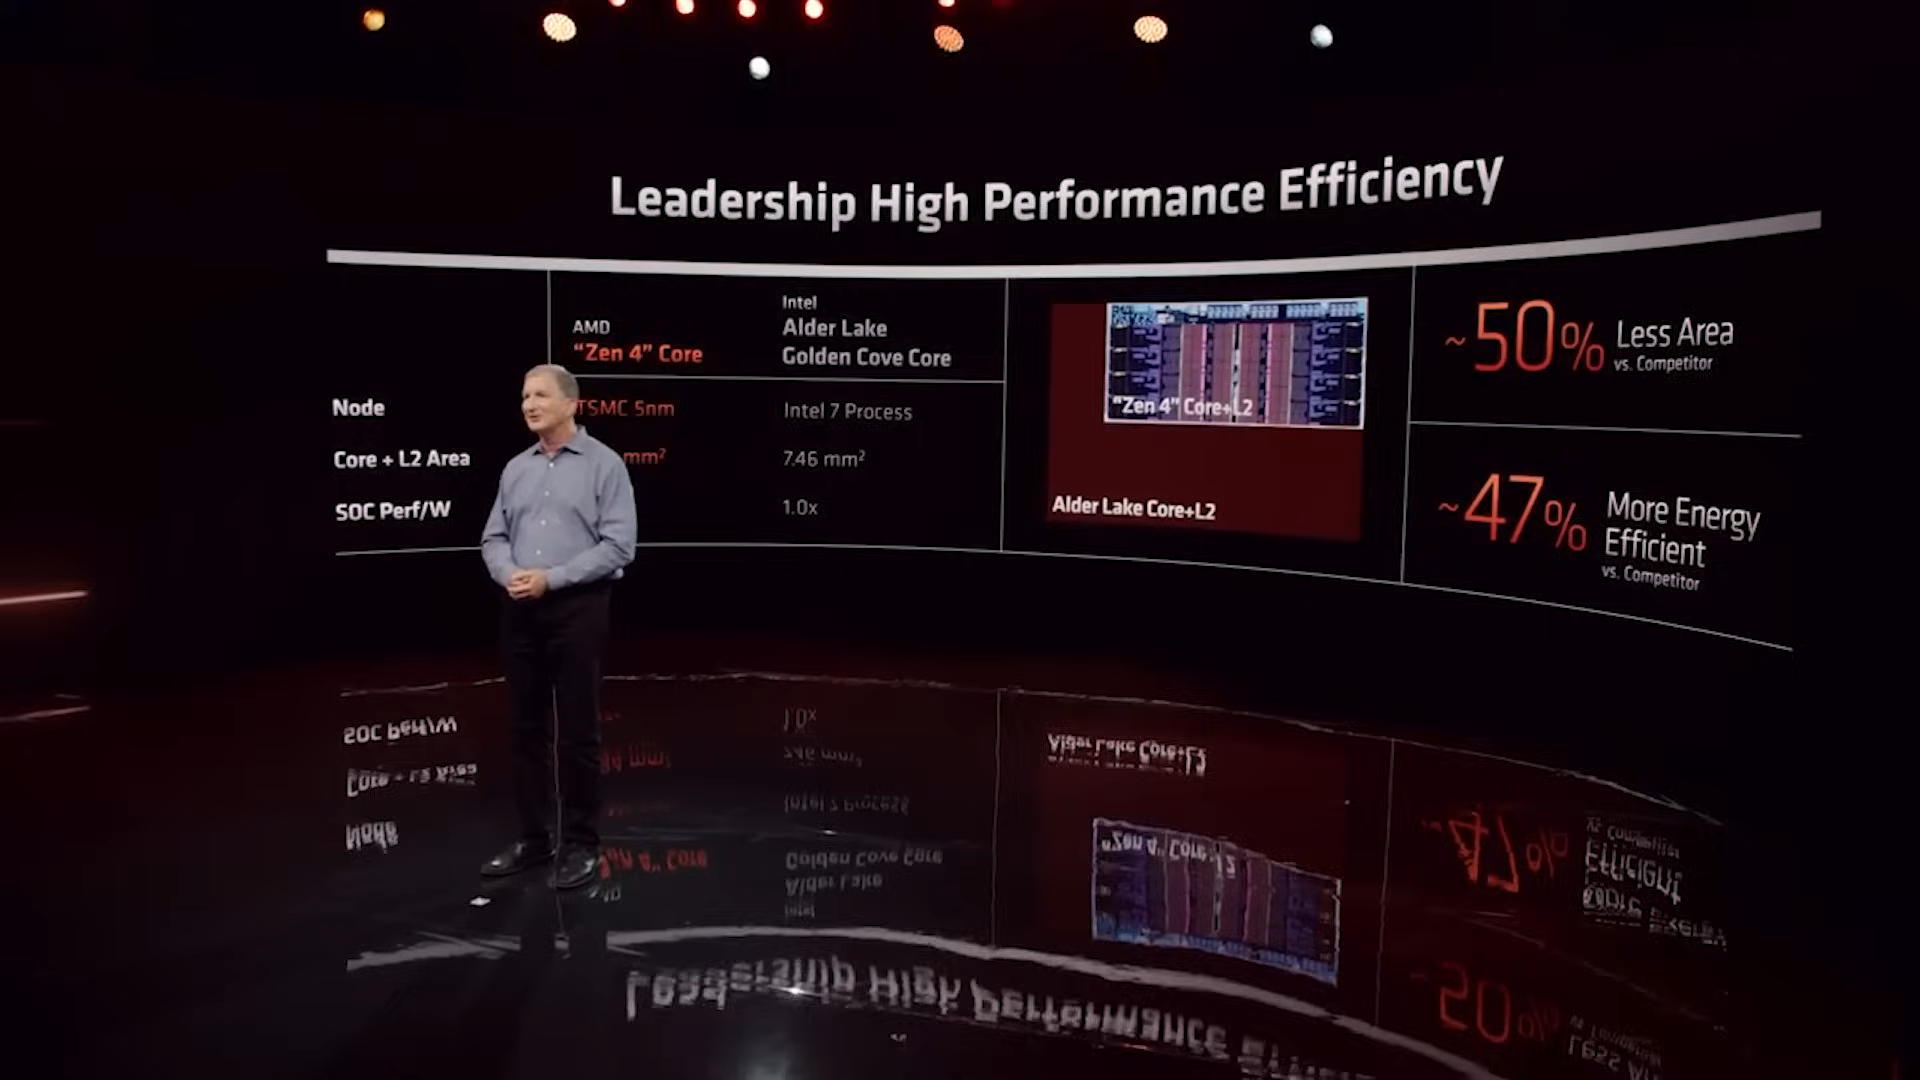 Leadership High Performance Efficiency
AMD
“Zen 4” Core
Intel
Alder Lake
Golden Cove Core
Node
TSMC 5nm
Intel 7 Process
Core + L2 Area
mm²
7.46 mm²
SOC Perf/W
1.0x
“Zen 4” Core+L2
Alder Lake Core+L2
~50% Less Area
vs. Competitor
~47% More Energy
Efficient
vs. Competitor